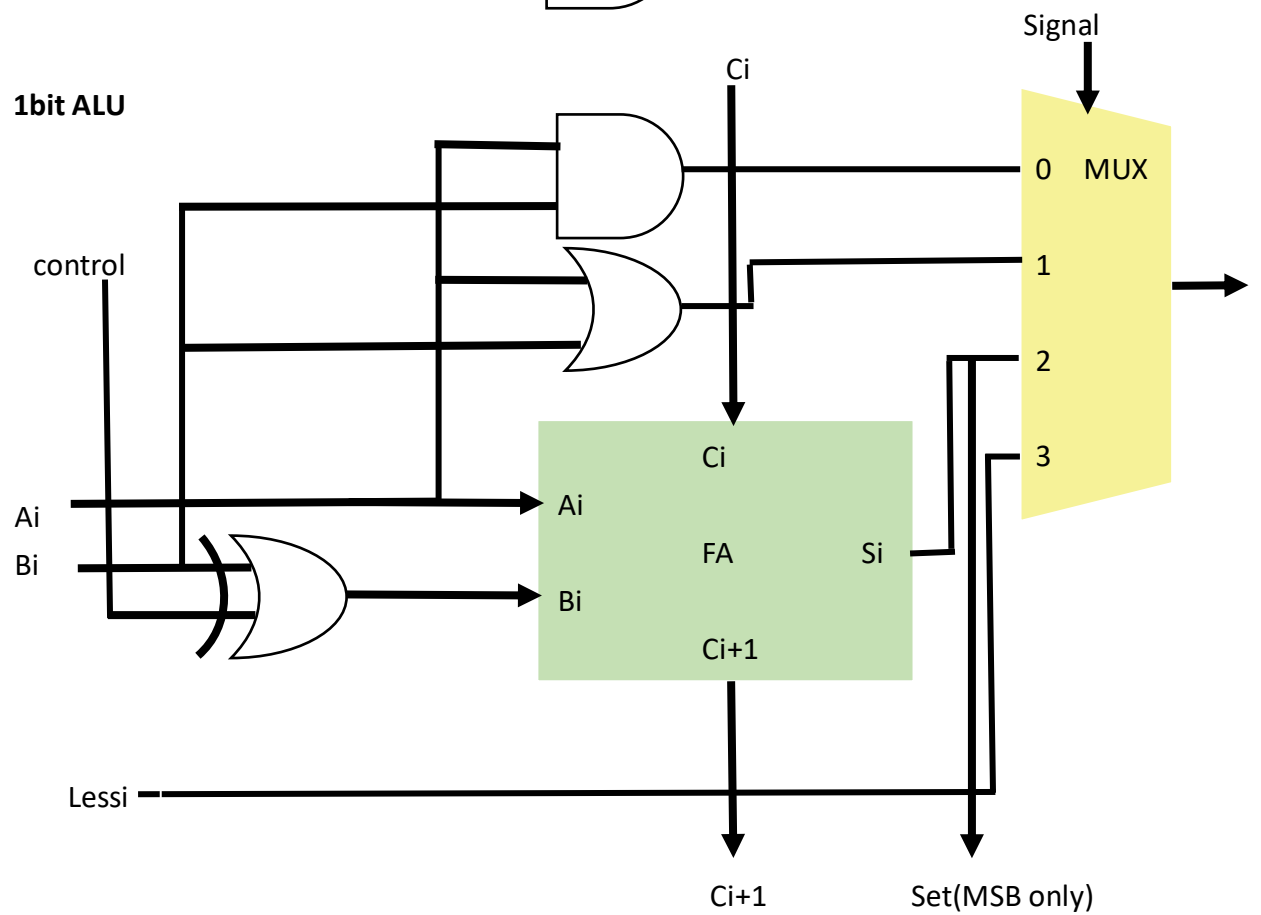 Signal
Ci
1bit ALU
0 MUX
control
1
2
Ci
3
Ai
Ai
FA
Si
Bi
Bi
Ci+1
Lessi
Ci+1
Set(MSB only)